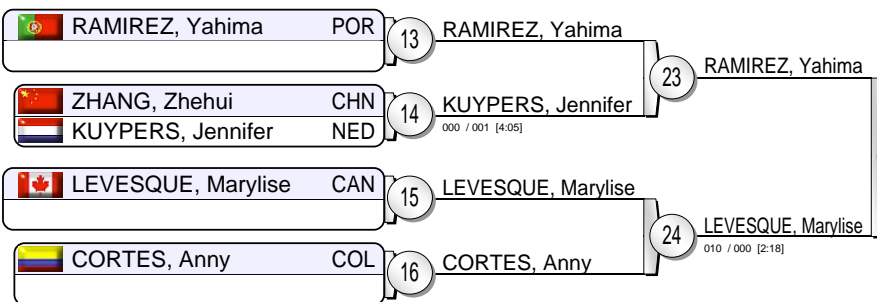 RAMIREZ, Yahima POR
13
RAMIREZ, Yahima
23
RAMIREZ, Yahima
ZHANG, Zhehui CHN
KUYPERS, Jennifer NED
14
KUYPERS, Jennifer
000 / 001 [4:05]
LEVESQUE, Marylise CAN
15
LEVESQUE, Marylise
24
LEVESQUE, Marylise
010 / 000 [2:18]
CORTES, Anny COL
16
CORTES, Anny